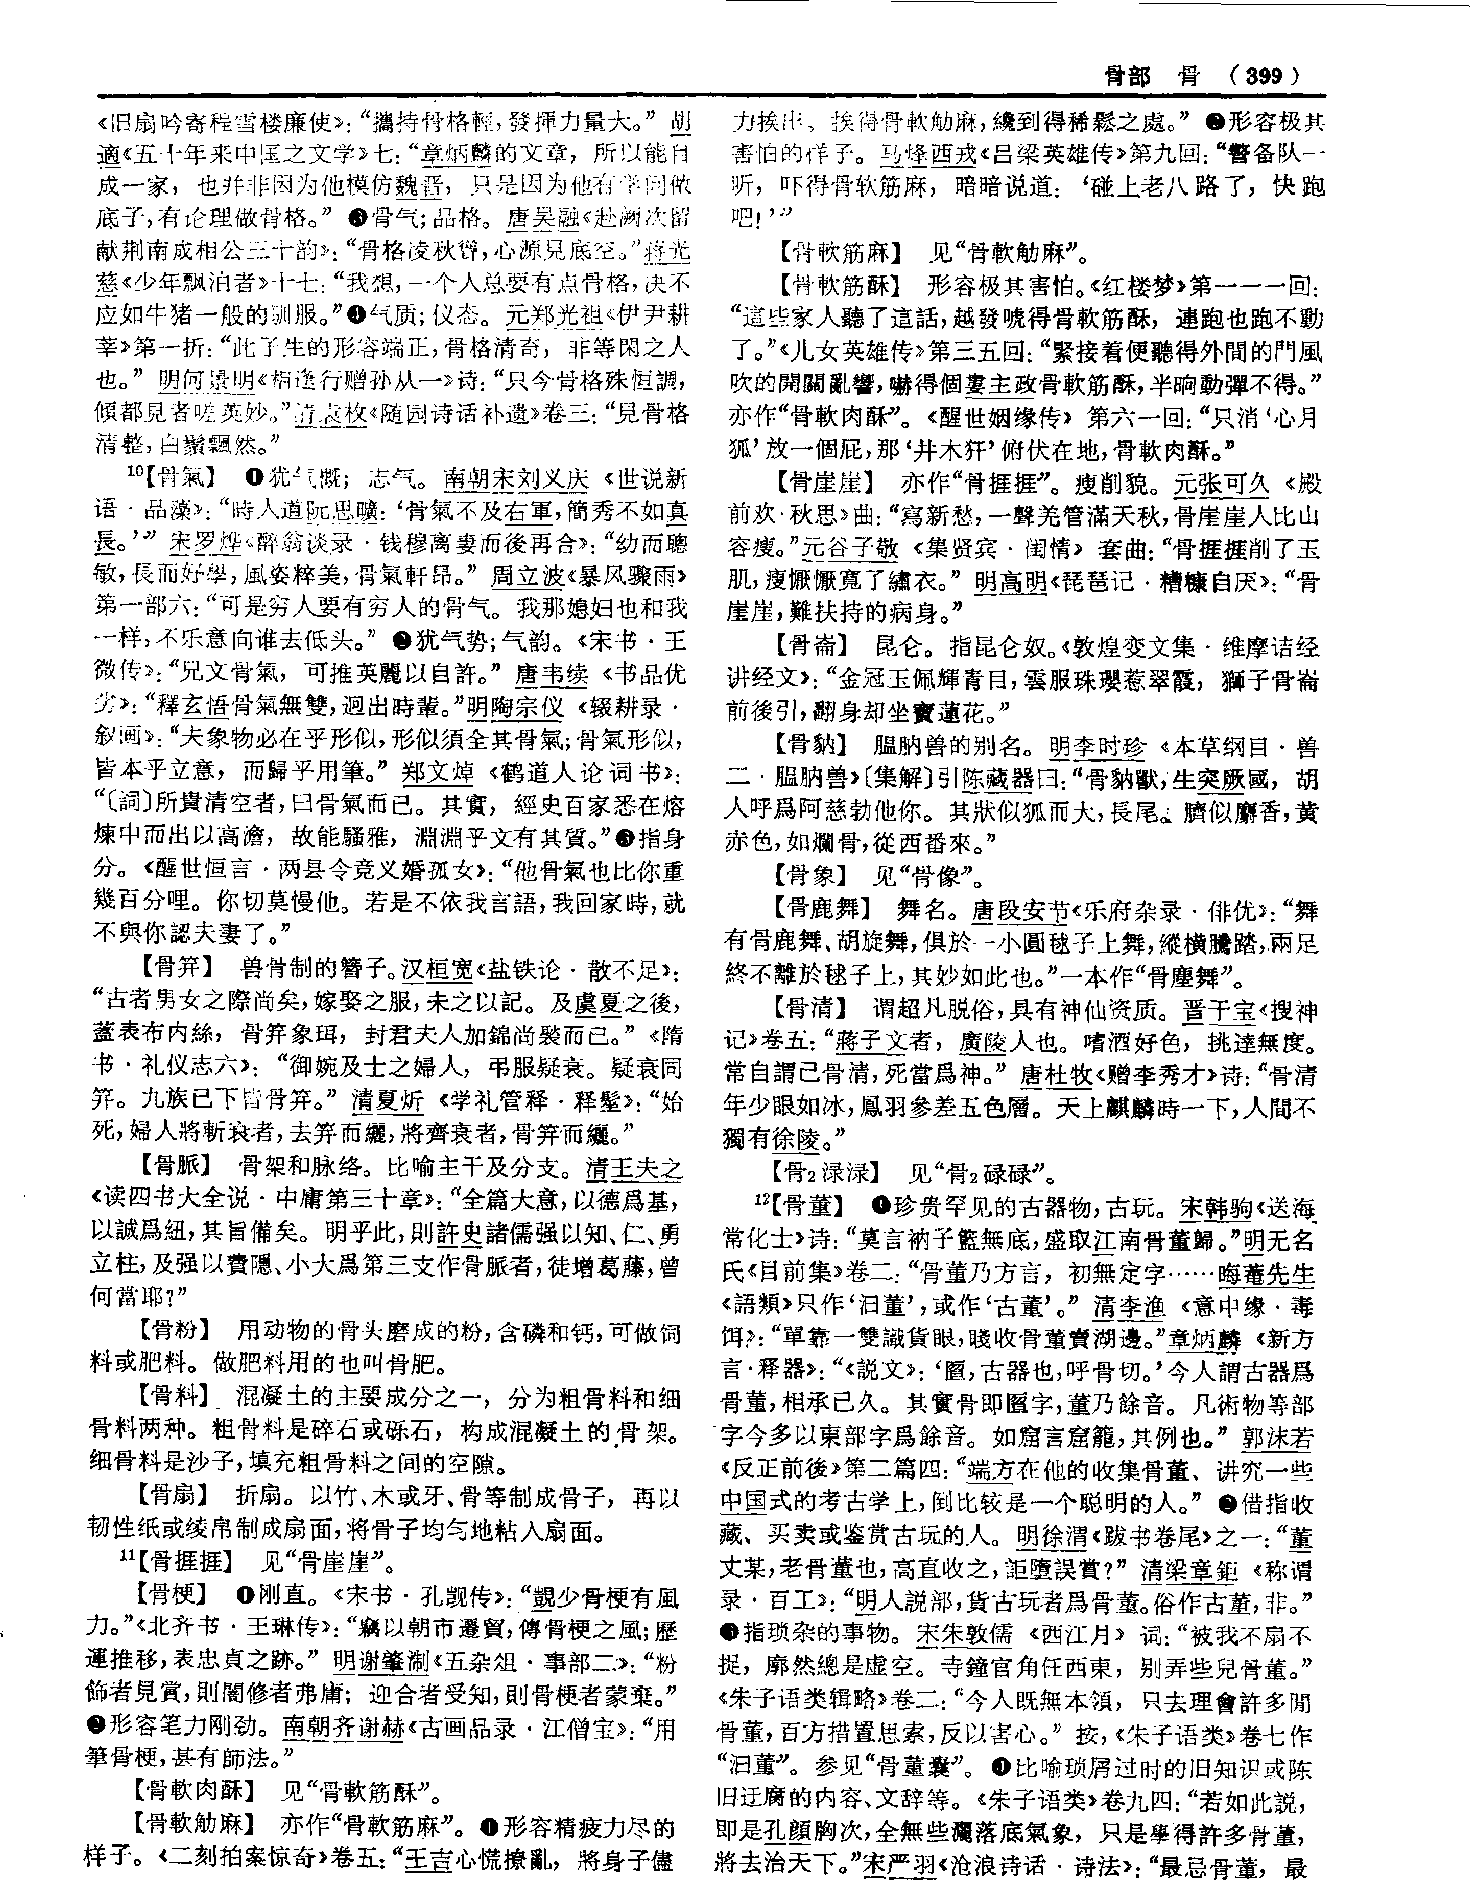 骨部　骨　（399）
《旧扇吟寄程雪楼廉使》：“攜持骨格輕，發揮力量大。”胡
適《五十年来中国之文学》七：“章炳麟的文章，所以能自
成一家，也并非因为他模仿魏晋，只是因为他有学问做
底子，有论理做骨格。”❸骨气；品格。唐吴融《赴阙次留
献荆南成相公三十韵》：“骨格凌秋聳，心源見底空。”蒋光
慈《少年飘泊者》十七：“我想，一个人总要有点骨格，决不
应如牛猪一般的驯服。”❹气质；仪态。元郑光祖《伊尹耕
莘》第一折：“此子生的形容端正，骨格清奇，非等閑之人
也。”明何景明《栯逢行赠孙从一》诗：“只今骨格殊恒調，
傾都見者嗟英妙。”清袁枚《随园诗话补遗》卷三：“見骨格
清整，白鬚飄然。”
10【骨氣】　❶犹气慨；志气。南朝宋刘义庆《世说新
语·品藻》：“時人道阮思曠：‘骨氣不及右軍，簡秀不如真
長。’”宋罗烨《醉翁谈录·钱穆离妻而後再合》：“幼而聰
敏，長而好學，風姿粹美，骨氣軒昂。”周立波《暴风骤雨》
第一部六：“可是穷人要有穷人的骨气。我那媳妇也和我
一样，不乐意向谁去低头。”❷犹气势；气韵。《宋书·王
微传》：“兄文骨氣，可推英麗以自許。”唐韦续《书品优
劣》：“釋玄悟骨氣無雙，迥出時輩。”明陶宗仪《辍耕录·
叙画》：“夫象物必在乎形似，形似須全其骨氣；骨氣形似，
皆本乎立意，而歸乎用筆。”郑文焯《鹤道人论词书》：
“〔詞〕所貴清空者，曰骨氣而已。其實，經史百家悉在熔
煉中而出以高澹，故能騷雅，淵淵乎文有其質。”❸指身
分。《醒世恒言·两县令竞义婚孤女》：“他骨氣也比你重
幾百分哩。你切莫慢他。若是不依我言語，我回家時，就
不與你認夫妻了。”
【骨笄】　兽骨制的簪子。汉桓宽《盐铁论·散不足》：
“古者男女之際尚矣，嫁娶之服，未之以記。及虞夏之後，
蓋表布内絲，骨笄象珥，封君夫人加錦尚褧而已。”《隋
书·礼仪志六》：“御婉及士之婦人，弔服疑衰。疑衰同
笄。九族已下皆骨笄。”清夏炘《学礼管释·释髽》：“始
死，婦人將斬衰者，去笄而纚，將齊衰者，骨笄而纚。”
【骨脈】　骨架和脉络。比喻主干及分支。清王夫之
《读四书大全说·中庸第三十章》：“全篇大意，以德爲基，
以誠爲紐，其旨備矣。明乎此，則許史諸儒强以知、仁、勇
立柱，及强以費隱、小大爲第三支作骨脈者，徒增葛藤，曾
何當耶？”
【骨粉】　用动物的骨头磨成的粉，含磷和钙，可做饲
料或肥料。做肥料用的也叫骨肥。
【骨料】　混凝土的主要成分之一，分为粗骨料和细
骨料两种。粗骨料是碎石或砾石，构成混凝土的骨架。
细骨料是沙子，填充粗骨料之间的空隙。
【骨扇】　折扇。以竹、木或牙、骨等制成骨子，再以
韧性纸或绫帛制成扇面，将骨子均匀地粘入扇面。
11【骨捱捱】　见“骨崖崖”。
【骨梗】　❶刚直。《宋书·孔觊传》：“覬少骨梗有風
力。”《北齐书·王琳传》：“竊以朝市遷貿，傳骨梗之風；歷
運推移，表忠貞之跡。”明谢肇淛《五杂俎·事部二》：“粉
飾者見賞，則闇修者弗庸；迎合者受知，則骨梗者蒙棄。”
❷形容笔力刚劲。南朝齐谢赫《古画品录·江僧宝》：“用
筆骨梗，甚有師法。”
【骨軟肉酥】　见“骨軟筋酥”。
【骨軟觔麻】　亦作“骨軟筋麻”。❶形容精疲力尽的
样子。《二刻拍案惊奇》卷五：“王吉心慌撩亂，將身子儘
力挨出，挨得骨軟觔麻，纔到得稀鬆之處。”❷形容极其
害怕的样子。马烽西戎《吕梁英雄传》第九回：“警备队一
听，吓得骨软筋麻，暗暗说道：‘碰上老八路了，快跑
吧！’”
【骨軟筋麻】　见“骨軟觔麻”。
【骨軟筋酥】　形容极其害怕。《红楼梦》第一一一回：
“這些家人聽了這話，越發唬得骨軟筋酥，連跑也跑不動
了。”《儿女英雄传》第三五回：“緊接着便聽得外間的門風
吹的開關亂響，嚇得個婁主政骨軟筋酥，半晌動彈不得。”
亦作“骨軟肉酥”。《醒世姻缘传》第六一回：“只消‘心月
狐’放一個屁，那‘井木犴’俯伏在地，骨軟肉酥。”
【骨崖崖】　亦作“骨捱捱”。瘦削貌。元张可久《殿
前欢·秋思》曲：“寫新愁，一聲羌管滿天秋，骨崖崖人比山
容瘦。”元谷子敬《集贤宾·闺情》套曲：“骨捱捱削了玉
肌，瘦懨懨寬了繡衣。”明高明《琵琶记·糟糠自厌》：“骨
崖崖，難扶持的病身。”
【骨崙】　昆仑。指昆仑奴。《敦煌变文集·维摩诘经
讲经文》：“金冠玉佩輝青目，雲服珠瓔惹翠霞，獅子骨崙
前後引，翻身却坐寶蓮花。”
【骨貀】　腽肭兽的别名。明李时珍《本草纲目·兽
二·腽肭兽》〔集解〕引陈藏器曰：“骨貀獸，生突厥國，胡
人呼爲阿慈勃他你。其狀似狐而大，長尾。臍似麝香，黄
赤色，如爛骨，從西番來。”
【骨象】　见“骨像”。
【骨鹿舞】　舞名。唐段安节《乐府杂录·俳优》：“舞
有骨鹿舞、胡旋舞，俱於一小圓毬子上舞，縱横騰踏，兩足
終不離於毬子上，其妙如此也。”一本作“骨塵舞”。
【骨清】　谓超凡脱俗，具有神仙资质。晋干宝《搜神
记》卷五：“蔣子文者，廣陵人也。嗜酒好色，挑達無度。
常自謂己骨清，死當爲神。”唐杜牧《赠李秀才》诗：“骨清
年少眼如冰，鳳羽參差五色層。天上麒麟時一下，人間不
獨有徐陵。”
【骨2渌渌】　见“骨2碌碌”。
12【骨董】　❶珍贵罕见的古器物，古玩。宋韩驹《送海
常化士》诗：“莫言衲子籃無底，盛取江南骨董歸。”明无名
氏《目前集》卷二：“骨董乃方言，初無定字……晦菴先生
《語類》只作‘汩董’，或作‘古董’。”清李渔《意中缘·毒
饵》：“單靠一雙識貨眼，賤收骨董賣湖邊。”章炳麟《新方
言·释器》：“《説文》：‘匫，古器也，呼骨切。’今人謂古器爲
骨董，相承已久。其實骨即匫字，董乃餘音。凡術物等部
字今多以東部字爲餘音。如窟言窟籠，其例也。”郭沫若
《反正前後》第二篇四：“端方在他的收集骨董、讲究一些
中国式的考古学上，倒比较是一个聪明的人。”❷借指收
藏、买卖或鉴赏古玩的人。明徐渭《跋书卷尾》之一：“董
丈某，老骨董也，高直收之，詎墮誤賞？”清梁章鉅《称谓
录·百工》：“明人説部，貨古玩者爲骨董。俗作古董，非。”
❸指琐杂的事物。宋朱敦儒《西江月》词：“被我不扇不
捉，廓然總是虚空。寺鐘官角任西東，别弄些兒骨董。”
《朱子语类辑略》卷二：“今人既無本領，只去理會許多閒
骨董，百方措置思索，反以害心。”按，《朱子语类》卷七作
“汩董”。参见“骨董囊”。❹比喻琐屑过时的旧知识或陈
旧迂腐的内容、文辞等。《朱子语类》卷九四：“若如此説，
即是孔顔胸次，全無些灑落底氣象，只是學得許多骨董，
將去治天下。”宋严羽《沧浪诗话·诗法》：“最忌骨董，最